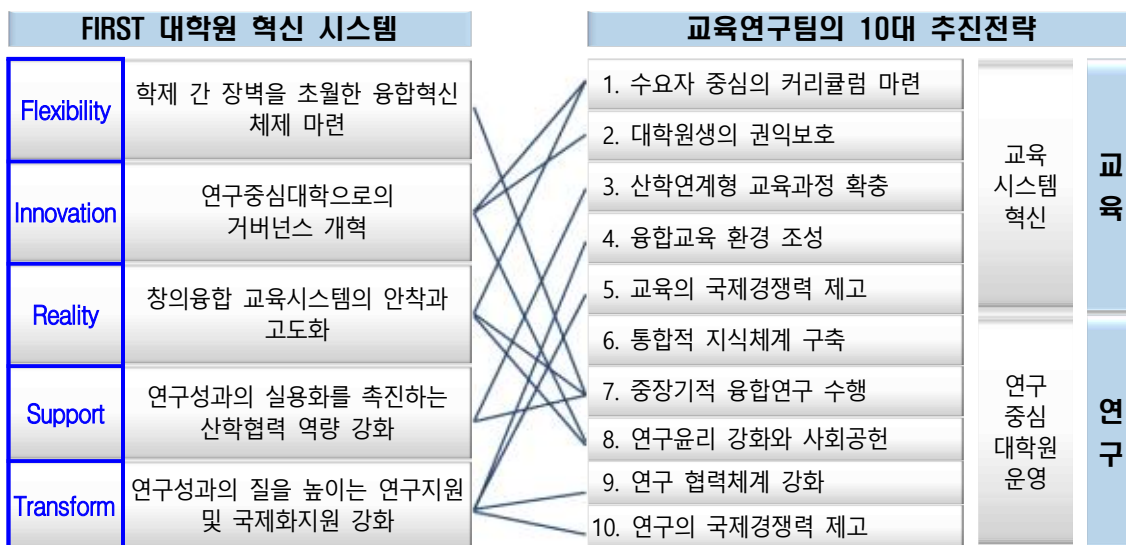 FIRST 대학원 혁신 시스템
Flexibility
학제 간 장벽을 초월한 융합혁신
체제 마련
Innovation
연구중심대학으로의
거버넌스 개혁
Reality
창의융합 교육시스템의 안착과
고도화
Support
연구성과의 실용화를 촉진하는
산학협력 역량 강화
Transform
연구성과의 질을 높이는 연구지원
및 국제화지원 강화
교육연구팀의 10대 추진전략
1. 수요자 중심의 커리큘럼 마련
2. 대학원생의 권익보호
3. 산학연계형 교육과정 확충
4. 융합교육 환경 조성
5. 교육의 국제경쟁력 제고
6. 통합적 지식체계 구축
7. 중장기적 융합연구 수행
8. 연구윤리 강화와 사회공헌
9. 연구 협력체계 강화
10. 연구의 국제경쟁력 제고
교육
시스템
혁신
연구
중심
대학원
운영
교
육
연
구